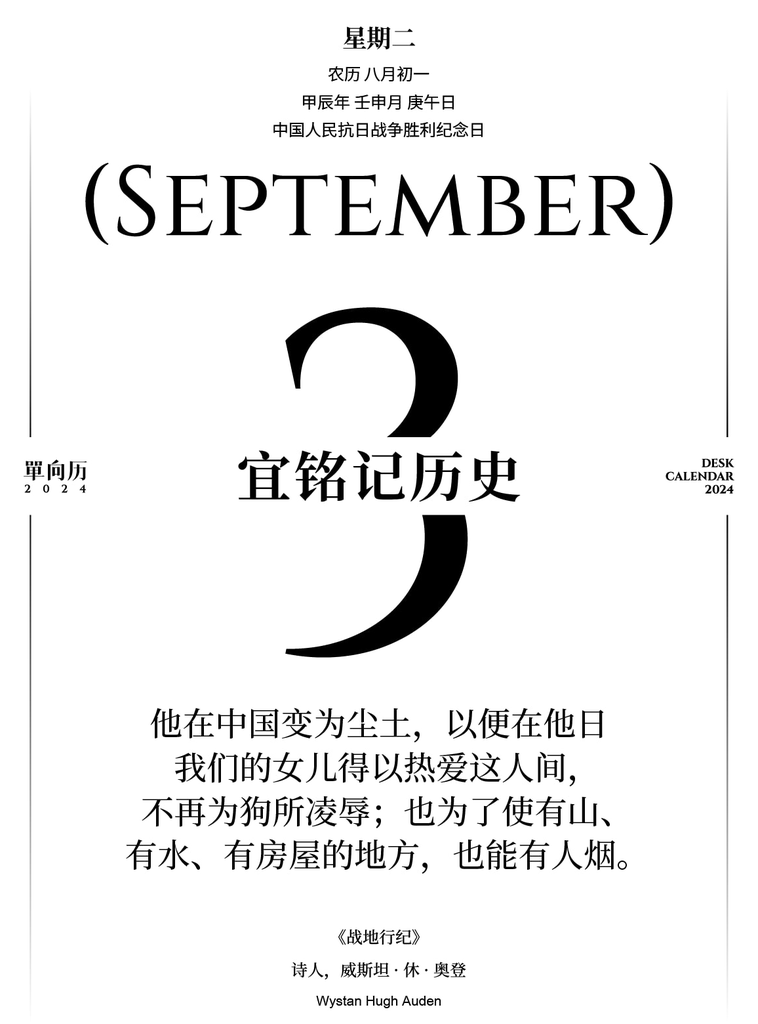 星期二
农历 八月初一
甲辰年 壬申月 庚午日
中国人民抗日战争胜利纪念日
(SEPTEMBER)
3
單向历
2024
宜铭记历史
DESK
CALENDAR
2024
他在中国变为尘土，以便在他日
我们的女儿得以热爱这人间，
不再为狗所凌辱；也为了使有山、
有水、有房屋的地方，也能有人烟。
《战地行纪》
诗人，威斯坦·休·奥登
Wystan Hugh Auden